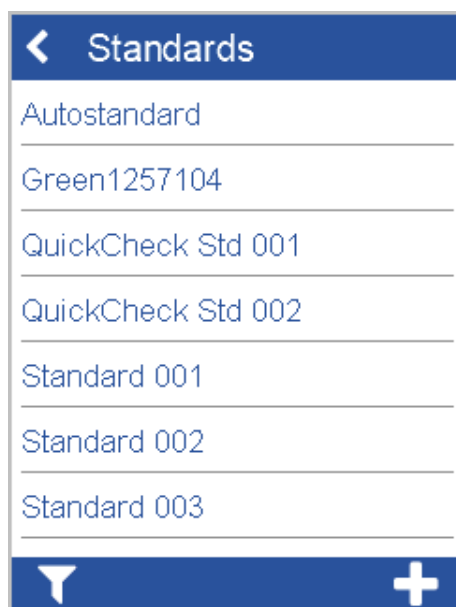 Standards
Autostandard
Green1257104
QuickCheck Std 001
QuickCheck Std 002
Standard 001
Standard 002
Standard 003